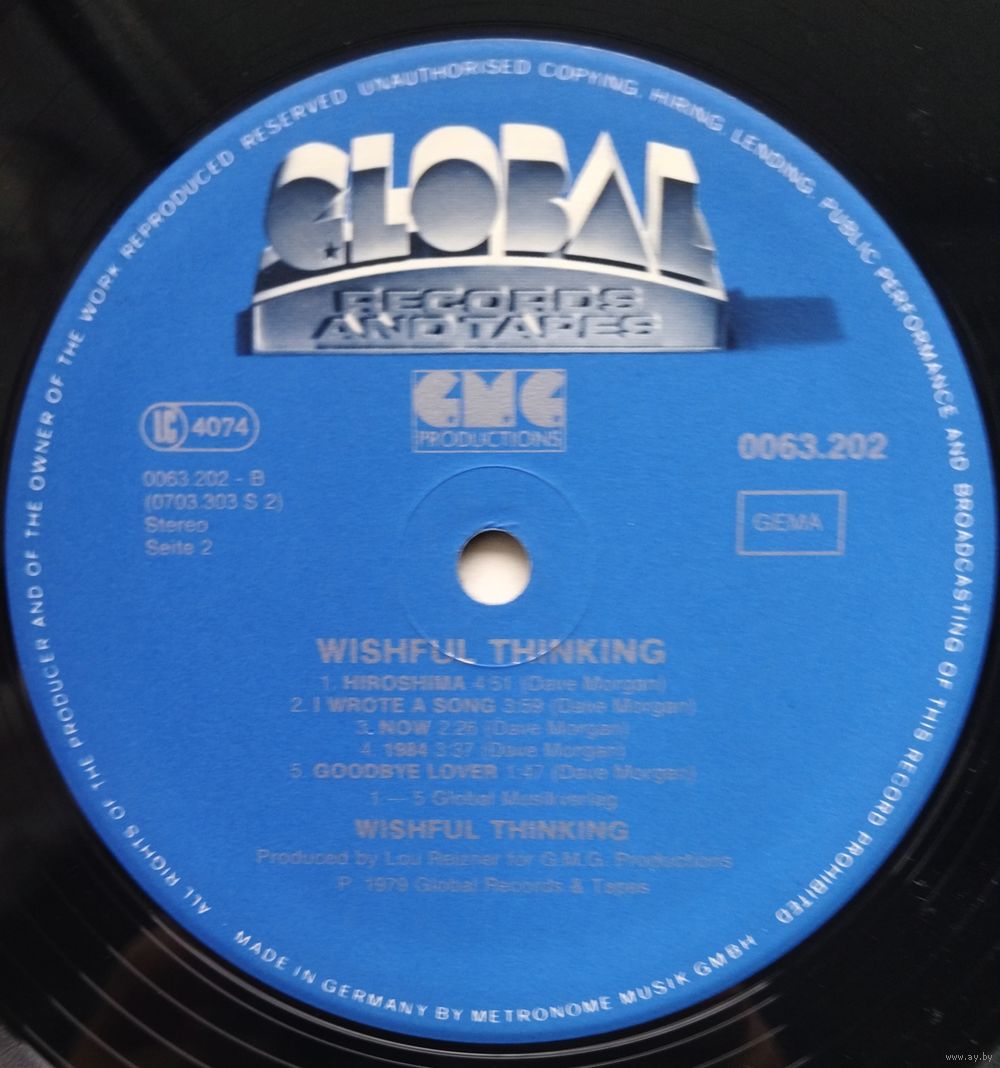 ALL RIGHTS OF THE PRODUCER AND OF THE OWNER OF THE WORK REPRODUCED RESERVED UNAUTHORISED COPYING, HIRING, LENDING, PUBLIC PERFORMANCE AND BROADCASTING OF THIS RECORD PROHIBITED
GLOBAL
RECORDS
AND TAPES
G.M.G.
PRODUCTIONS
LC 4074
0063.202
0063.202 - B
(0703.303 S 2)
Stereo
Seite 2
GEMA
WISHFUL THINKING
1. HIROSHIMA 4:51 (Dave Morgan)
2. I WROTE A SONG 3:59 (Dave Morgan)
3. NOW 2:26 (Dave Morgan)
4. 1984 3:37 (Dave Morgan)
5. GOODBYE LOVER 1:47 (Dave Morgan)
1 — 5 Global Musikverlag
WISHFUL THINKING
Produced by Lou Reizner for G.M.G. Productions
P 1979 Global Records & Tapes
MADE IN GERMANY BY METRONOME MUSIK GMBH
www.ay.by